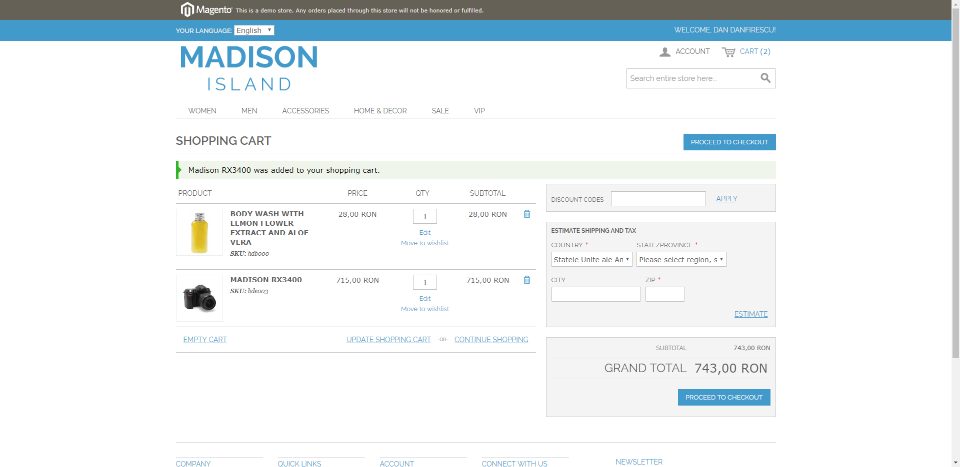 Magento This is a demo store. Any orders placed through this store will not be honored or fulfilled.
YOUR LANGUAGE: English WELCOME, DAN DANFIRESCU!
MADISON
ISLAND
ACCOUNT CART (2)
Search entire store here...
WOMEN MEN ACCESSORIES HOME & DECOR SALE VIP
SHOPPING CART
PROCEED TO CHECKOUT
Madison RX3400 was added to your shopping cart.
PRODUCT PRICE QTY SUBTOTAL
BODY WASH WITH
LEMON FLOWER
EXTRACT AND ALOE
VERA
SKU: hdb000
28,00 RON
1
Edit
Move to wishlist
28,00 RON
MADISON RX3400
SKU: hde013
715,00 RON
1
Edit
Move to wishlist
715,00 RON
EMPTY CART UPDATE SHOPPING CART -OR- CONTINUE SHOPPING
DISCOUNT CODES APPLY
ESTIMATE SHIPPING AND TAX
COUNTRY * STATE/PROVINCE *
Statele Unite ale Am Please select region, s
CITY ZIP *
ESTIMATE
SUBTOTAL 743,00 RON
GRAND TOTAL 743,00 RON
PROCEED TO CHECKOUT
COMPANY QUICK LINKS ACCOUNT CONNECT WITH US NEWSLETTER